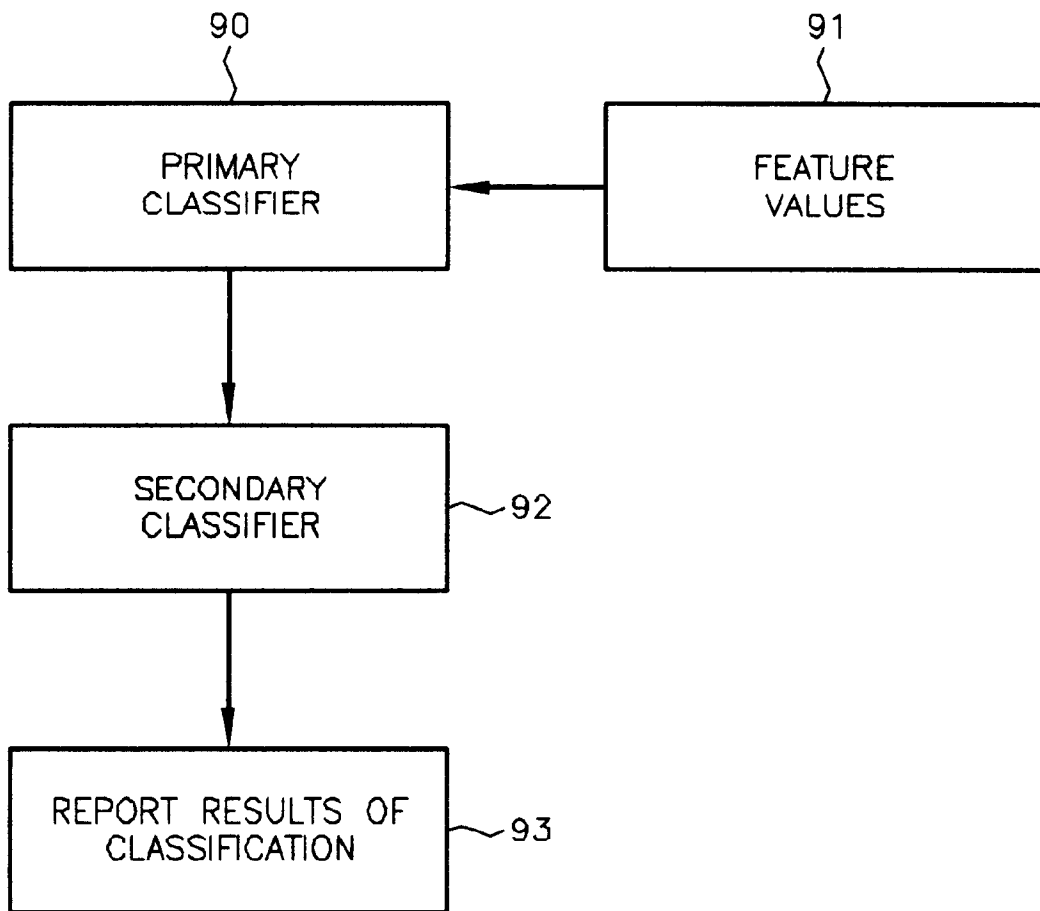 90
91
PRIMARY
CLASSIFIER
FEATURE
VALUES
SECONDARY
CLASSIFIER
92
REPORT RESULTS OF
CLASSIFICATION
93